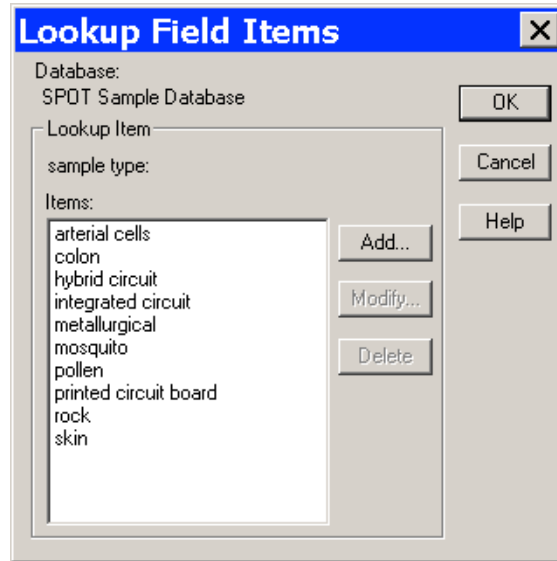 Lookup Field Items
Database:
SPOT Sample Database
OK
Lookup Item
sample type:
Cancel
Items:
Help
arterial cells
Add...
colon
hybrid circuit
integrated circuit
Modify...
metallurgical
mosquito
Delete
pollen
printed circuit board
rock
skin